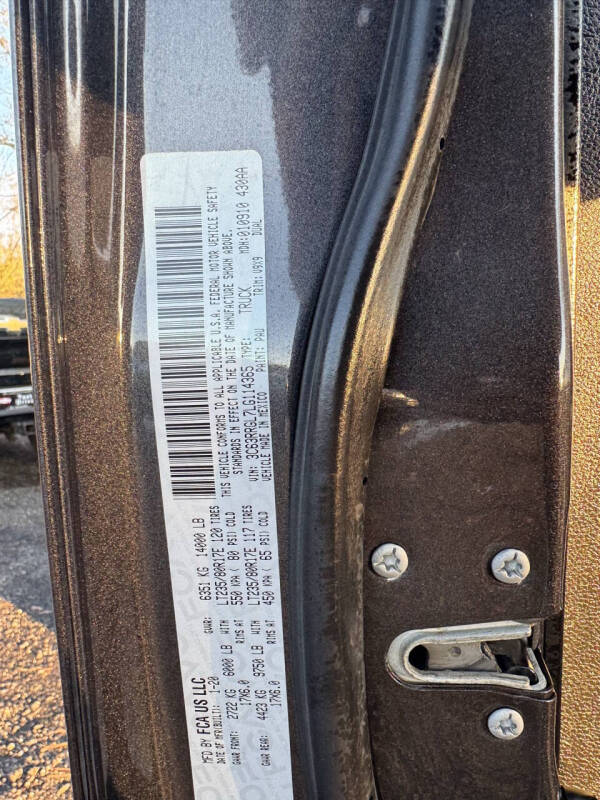 MFD BY FCA US LLC
DATE OF MFR(BUILT): 1-20 GVWR: 6351 KG 14000 LB
GAWR FRONT: 2722 KG 6000 LB WITH LT235/80R17E 120 TIRES
17X6.0 RIMS AT 550 KPA ( 80 PSI) COLD
GAWR REAR: 4423 KG 9750 LB WITH LT235/80R17E 117 TIRES
17X6.0 RIMS AT 450 KPA ( 65 PSI) COLD
THIS VEHICLE CONFORMS TO ALL APPLICABLE U.S.A. FEDERAL MOTOR VEHICLE SAFETY
STANDARDS IN EFFECT ON THE DATE OF MANUFACTURE SHOWN ABOVE.
VIN: 3C63RRGL7LG114365 TYPE: TRUCK MDH:010910 430AA
DUAL
VEHICLE MADE IN MEXICO PAINT: PAU TRIM: V9X9